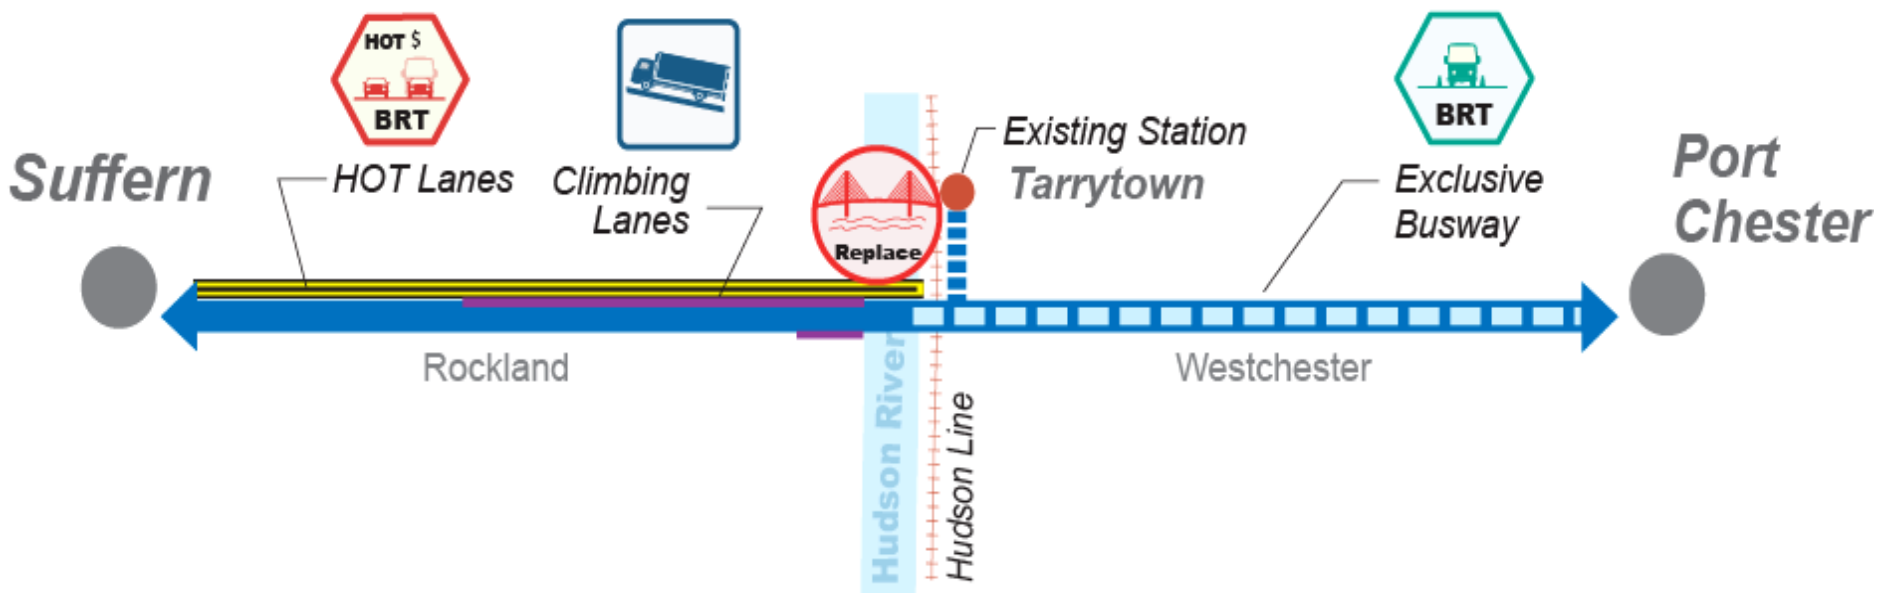 HOT $
BRT
BRT
Suffern
HOT Lanes
Climbing
Lanes
Existing Station
Tarrytown
Exclusive
Busway
Port
Chester
Replace
Rockland
Westchester
Hudson River
Hudson Line